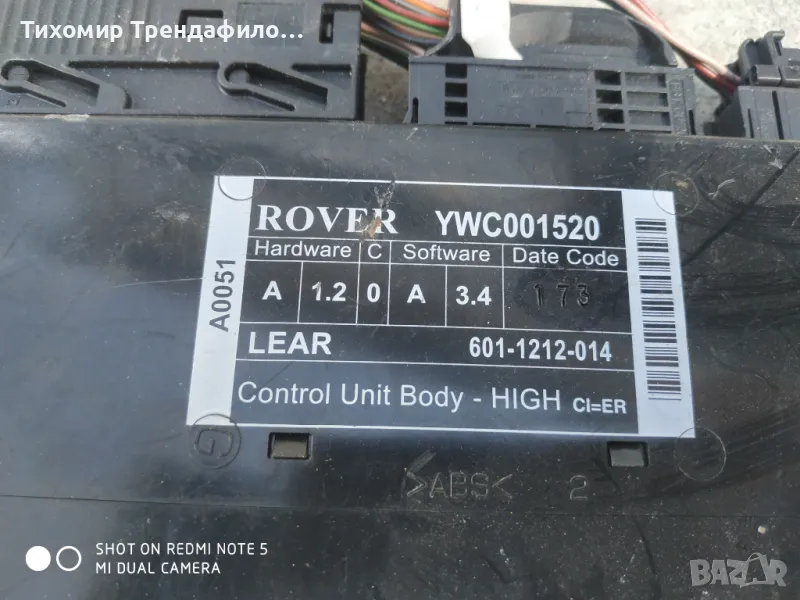 Тихомир Трендафило...
A0051
ROVER YWC001520
Hardware C Software Date Code
A 1.2 0 A 3.4 173
LEAR 601-1212-014
Control Unit Body - HIGH CI=ER
G
>ABS< 2
SHOT ON REDMI NOTE 5
MI DUAL CAMERA
BAZAR